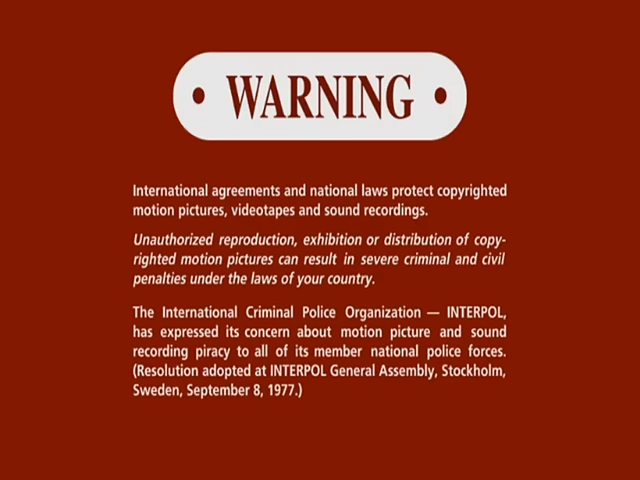 • WARNING •
International agreements and national laws protect copyrighted
motion pictures, videotapes and sound recordings.
Unauthorized reproduction, exhibition or distribution of copy-
righted motion pictures can result in severe criminal and civil
penalties under the laws of your country.
The International Criminal Police Organization — INTERPOL,
has expressed its concern about motion picture and sound
recording piracy to all of its member national police forces.
(Resolution adopted at INTERPOL General Assembly, Stockholm,
Sweden, September 8, 1977.)